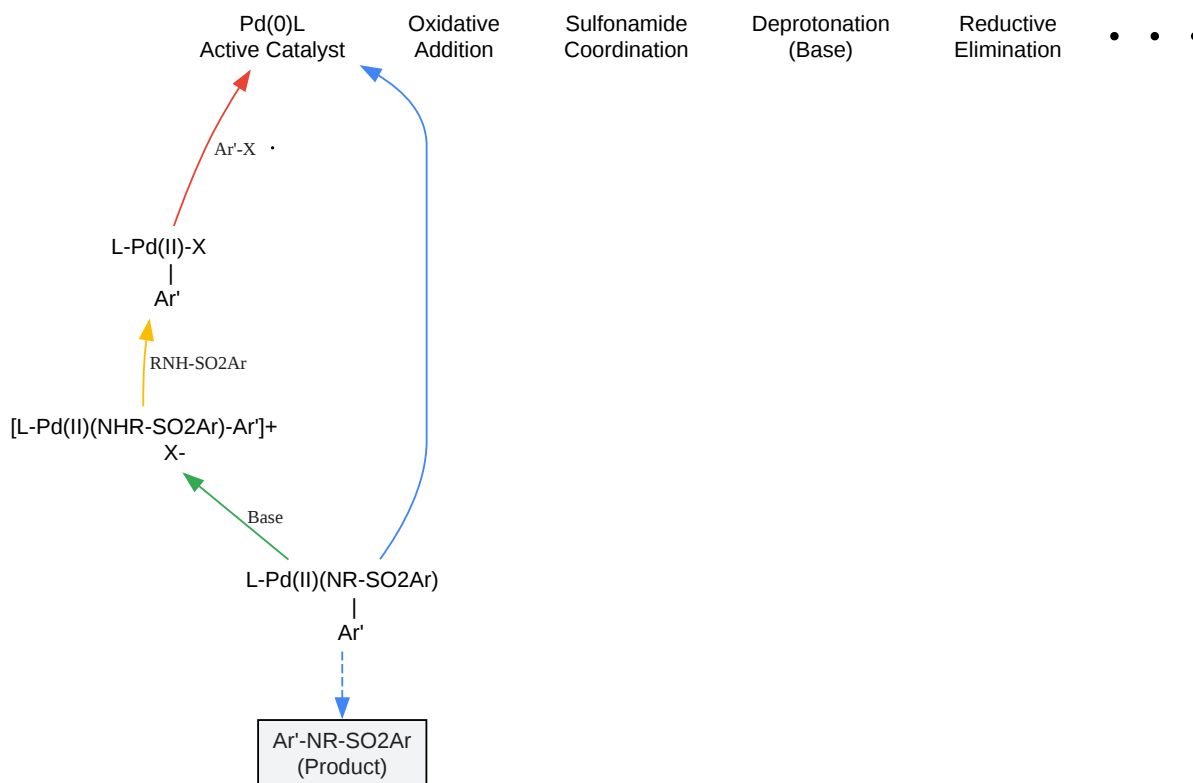 Pd(0)L
Active Catalyst
Oxidative
Addition
Sulfonamide
Coordination
Deprotonation
(Base)
Reductive
Elimination
Ar'-X
L-Pd(II)-X
|
Ar'
RNH-SO2Ar
[L-Pd(II)(NHR-SO2Ar)-Ar']+
X-
Base
L-Pd(II)(NR-SO2Ar)
|
Ar'
Ar'-NR-SO2Ar
(Product)